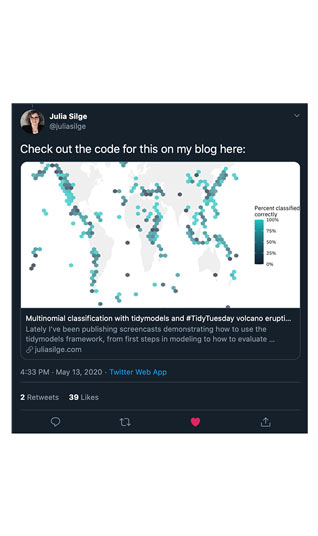 Julia Silge
@juliasilge
Check out the code for this on my blog here:
Percent classified
correctly
100%
75%
50%
25%
0%
Multinomial classification with tidymodels and #TidyTuesday volcano erupti...
Lately I've been publishing screencasts demonstrating how to use the
tidymodels framework, from first steps in modeling to how to evaluate ...
juliasilge.com
4:33 PM · May 13, 2020 · Twitter Web App
2 Retweets 39 Likes